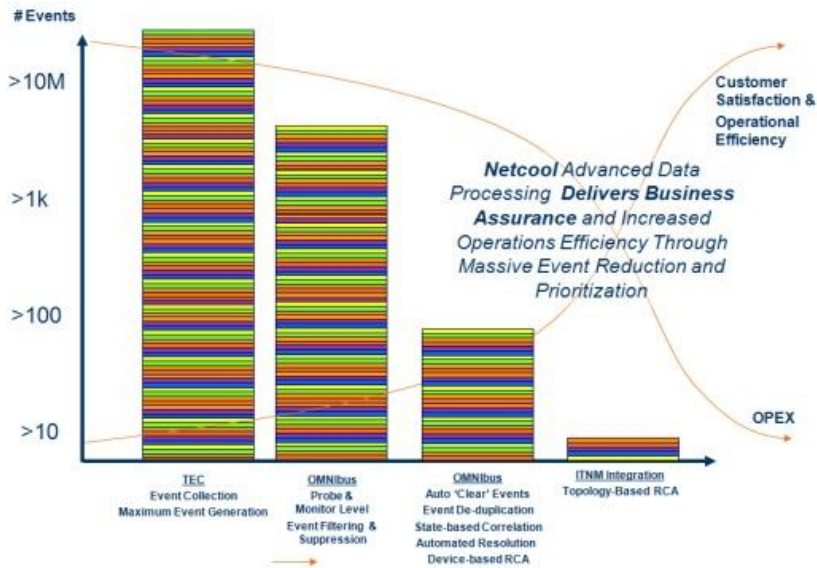 # Events
>10M
>1k
>100
>10
Customer
Satisfaction &
Operational
Efficiency
Netcool Advanced Data
Processing Delivers Business
Assurance and Increased
Operations Efficiency Through
Massive Event Reduction and
Prioritization
OPEX
TEC
Event Collection
Maximum Event Generation
OMNIbus
Probe &
Monitor Level
Event Filtering &
Suppression
OMNIbus
Auto 'Clear' Events
Event De-duplication
State-based Correlation
Automated Resolution
Device-based RCA
ITNM Integration
Topology-Based RCA